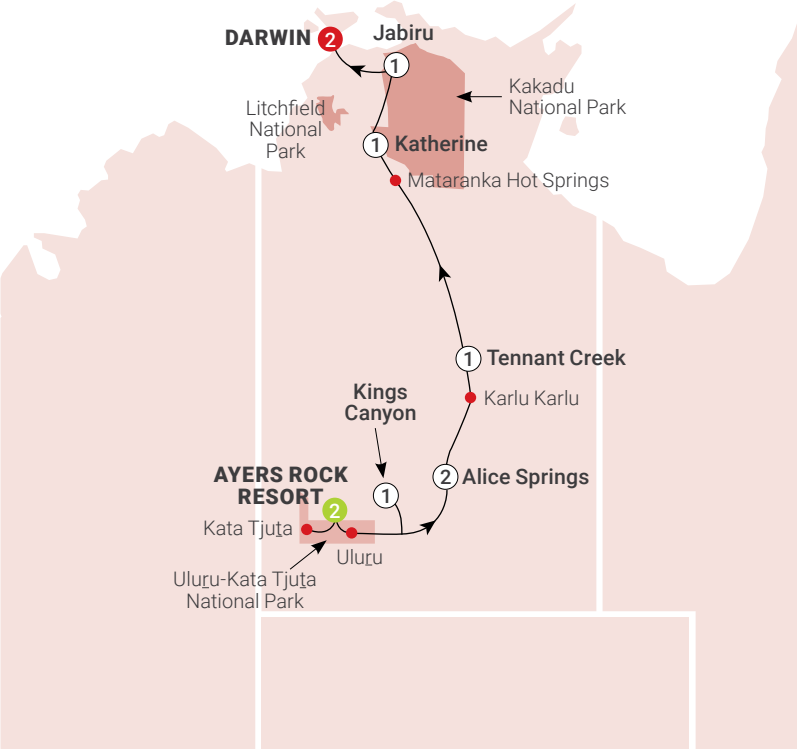 DARWIN 2
Jabiru
1
Kakadu
National Park
Litchfield
National
Park
1 Katherine
Mataranka Hot Springs
1 Tennant Creek
Karlu Karlu
Kings
Canyon
1
2 Alice Springs
AYERS ROCK
RESORT
2
Kata Tjuṯa
Uluṟu
Uluṟu-Kata Tjuṯa
National Park